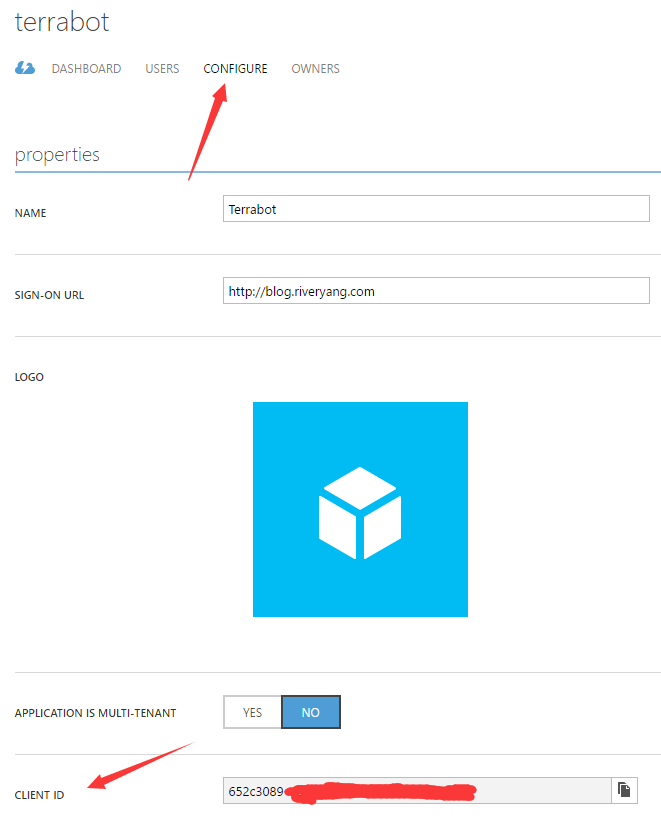 terrabot
DASHBOARD USERS CONFIGURE OWNERS
properties
NAME Terrabot
SIGN-ON URL http://blog.riveryang.com
LOGO
APPLICATION IS MULTI-TENANT YES NO
CLIENT ID 652c3089